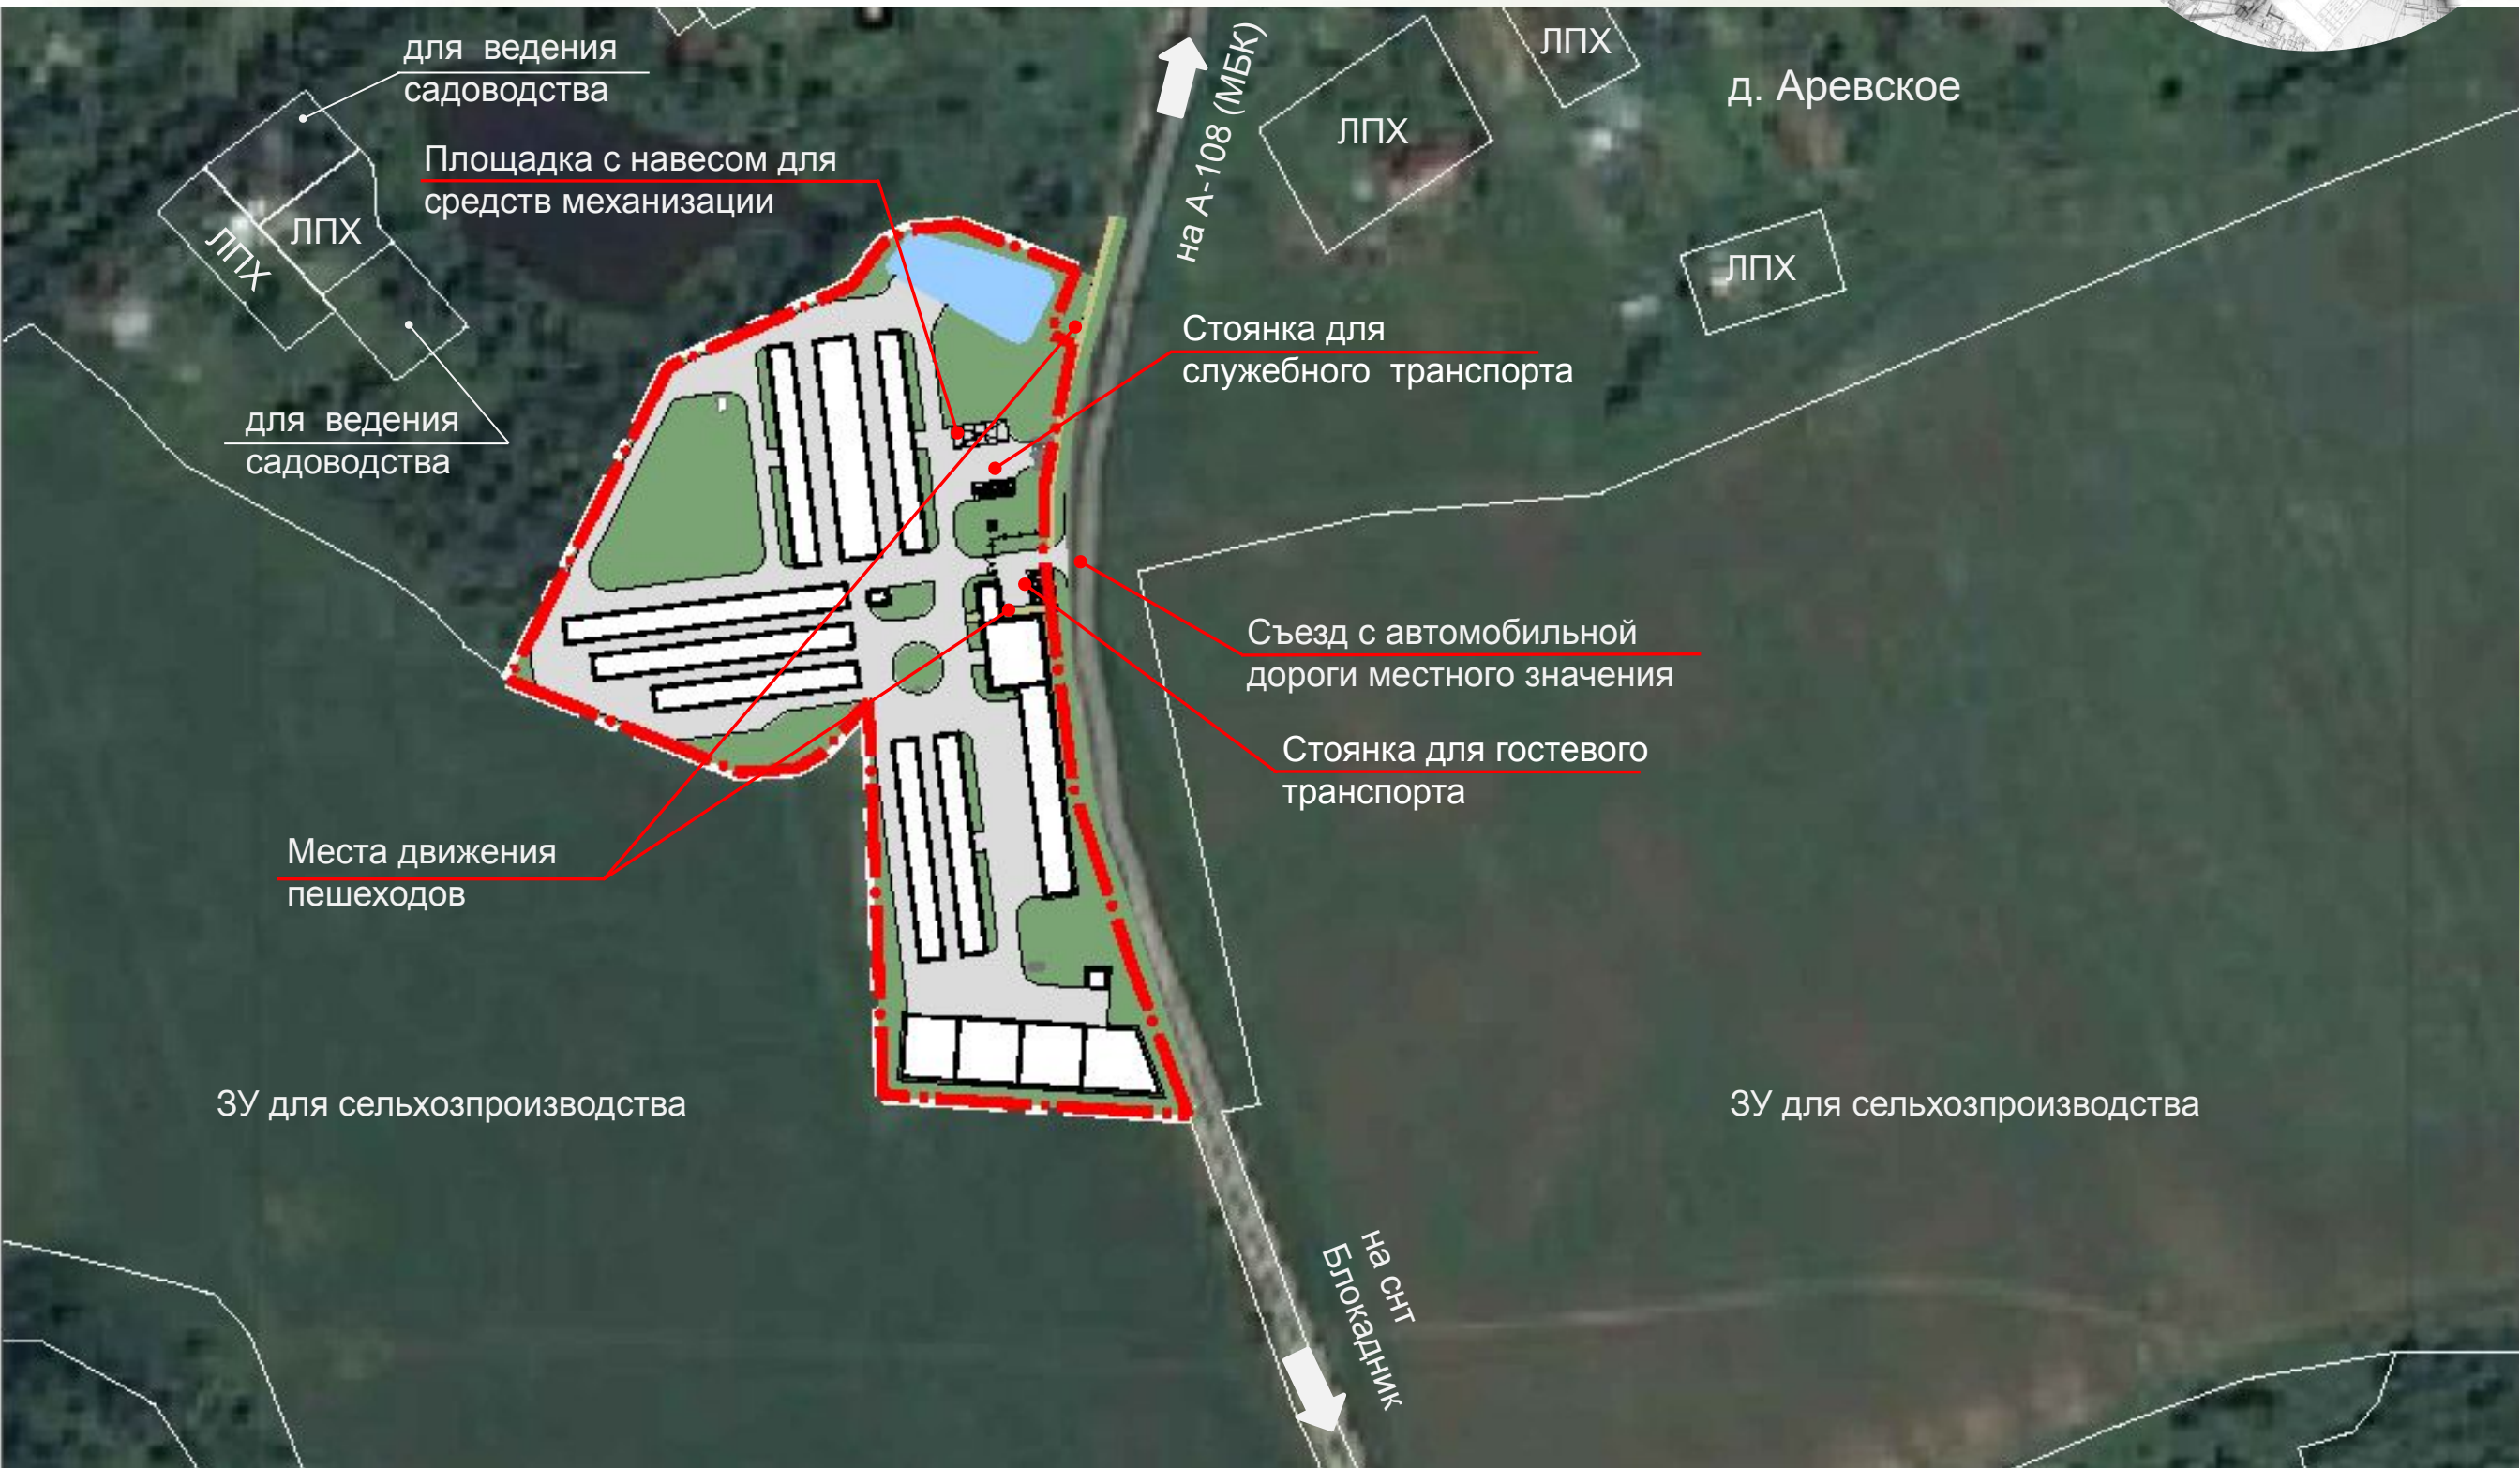 для ведения
садоводства
ЛПХ
д. Аревское
на А-108 (МБК)
ЛПХ
Площадка с навесом для
средств механизации
ЛПХ
ЛПХ
ЛПХ
Стоянка для
служебного транспорта
для ведения
садоводства
Съезд с автомобильной
дороги местного значения
Стоянка для гостевого
транспорта
Места движения
пешеходов
ЗУ для сельхозпроизводства
ЗУ для сельхозпроизводства
на снт
Блокадник